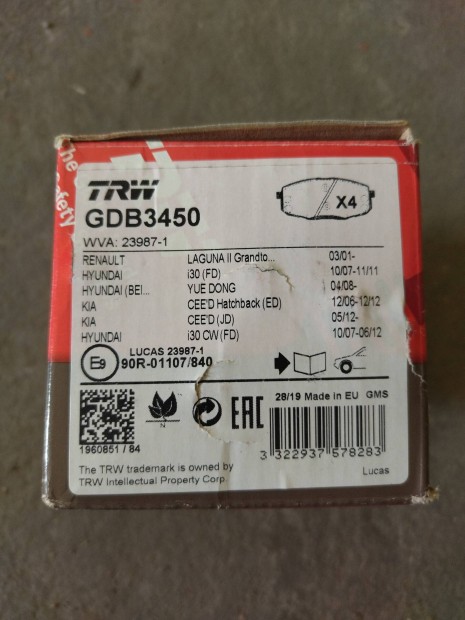 TRW
X4
GDB3450
WVA: 23987-1
RENAULT LAGUNA II Grandto... 03/01-
HYUNDAI i30 (FD) 10/07-11/11
HYUNDAI (BEI... YUE DONG 04/08-
KIA CEE'D Hatchback (ED) 12/06-12/12
KIA CEE'D (JD) 05/12-
HYUNDAI i30 CW (FD) 10/07-06/12
LUCAS 23987-1
E9 90R-01107/840
N
EAC
28/19 Made in EU GMS
1960851 / 84
3 322937 578283
The TRW trademark is owned by
TRW Intellectual Property Corp.
Lucas